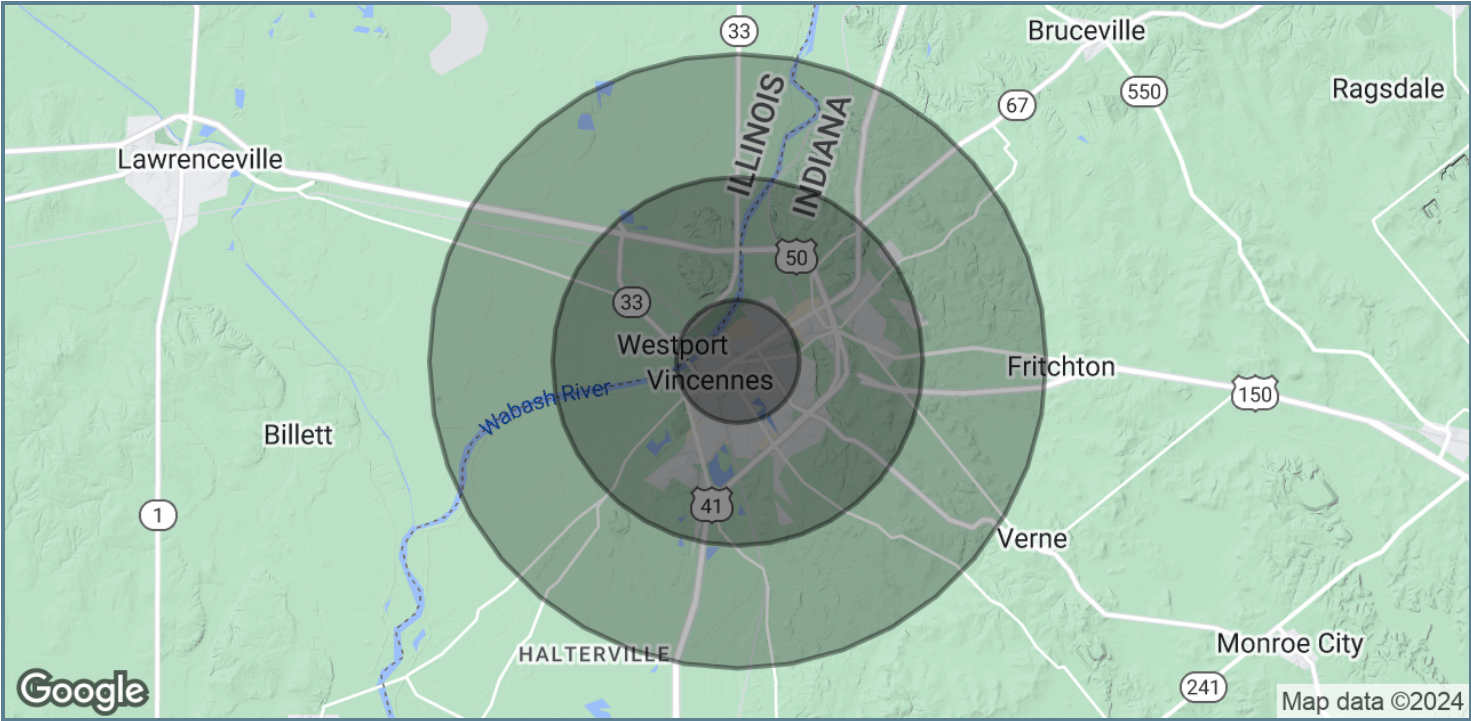 33
Bruceville
Ragsdale
550
67
ILLINOIS
INDIANA
Lawrenceville
50
33
Westport
Vincennes
Fritchton
150
Wabash River
Billett
41
1
Verne
HALTERVILLE
Monroe City
241
Google
Map data ©2024